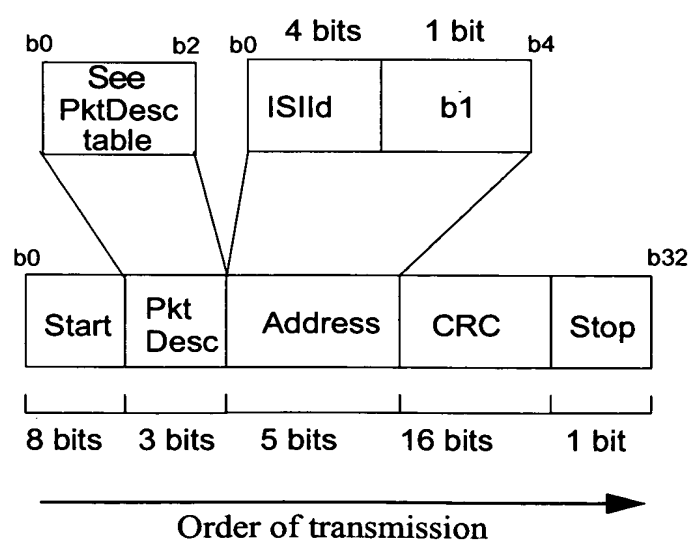 4 bits 1 bit
b0 b2 b0 b4
See
PktDesc
table
ISIId b1
b0 b32
Start Pkt
Desc Address CRC Stop
8 bits 3 bits 5 bits 16 bits 1 bit
Order of transmission